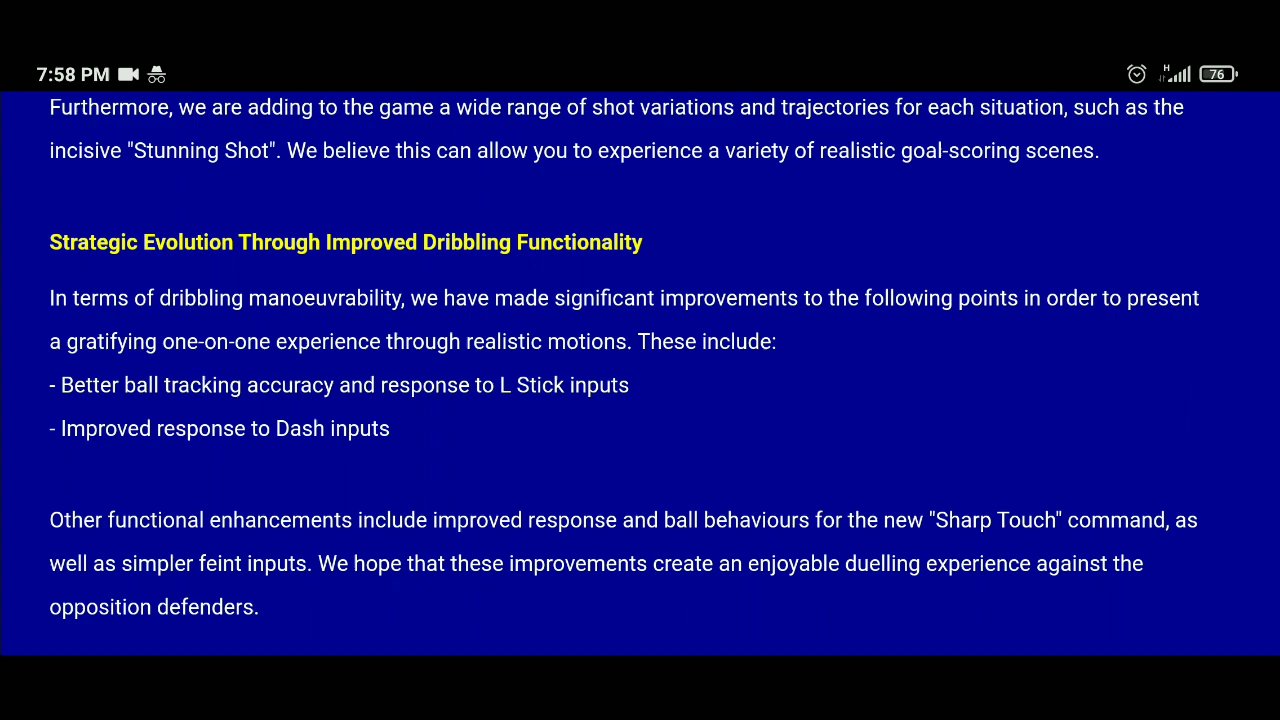 7:58 PM
H
76
Furthermore, we are adding to the game a wide range of shot variations and trajectories for each situation, such as the
incisive "Stunning Shot". We believe this can allow you to experience a variety of realistic goal-scoring scenes.
Strategic Evolution Through Improved Dribbling Functionality
In terms of dribbling manoeuvrability, we have made significant improvements to the following points in order to present
a gratifying one-on-one experience through realistic motions. These include:
- Better ball tracking accuracy and response to L Stick inputs
- Improved response to Dash inputs
Other functional enhancements include improved response and ball behaviours for the new "Sharp Touch" command, as
well as simpler feint inputs. We hope that these improvements create an enjoyable duelling experience against the
opposition defenders.